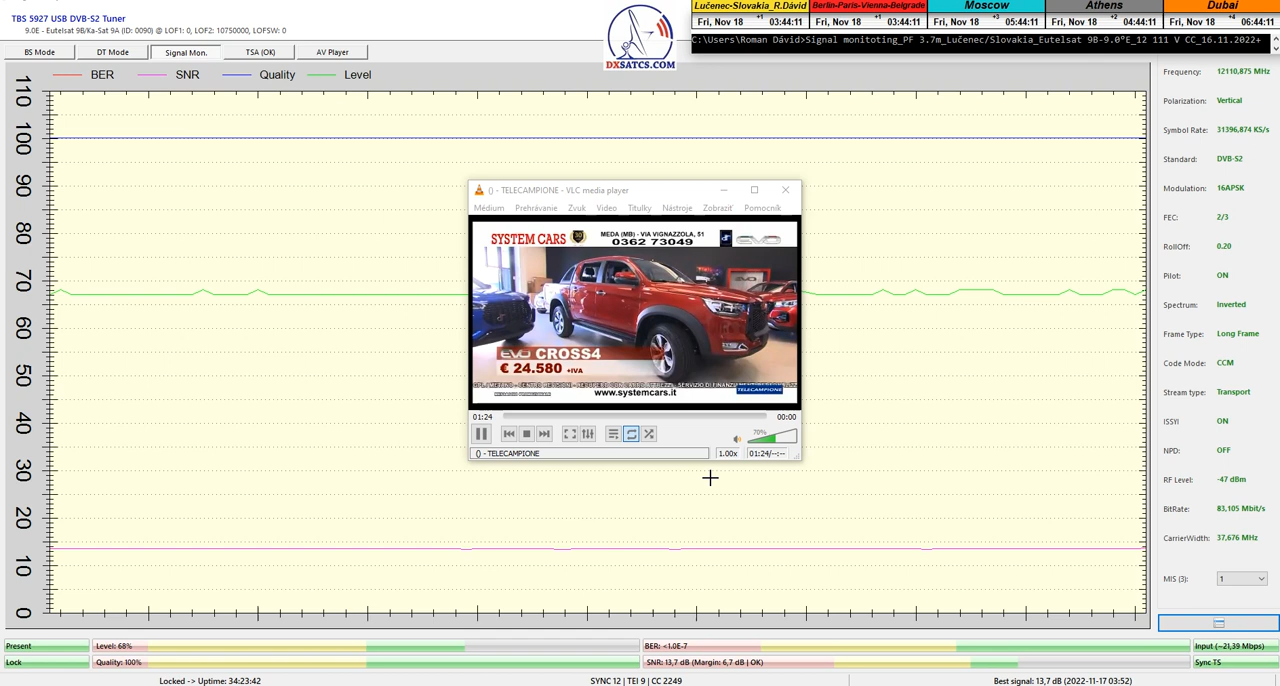 TBS 5927 USB DVB-S2 Tuner
9.0E - Eutelsat 9B/Ka-Sat 9A (ID: 0090) @ LOF1: 0, LOF2: 10750000, LOFSW: 0
BS Mode
DT Mode
Signal Mon.
TSA (OK)
AV Player
DXSATCS.COM
Lučenec-Slovakia_R.Dávid
Berlin-Paris-Vienna-Belgrade
Moscow
Athens
Dubai
Fri, Nov 18 +1 03:44:11
Fri, Nov 18 +1 03:44:11
Fri, Nov 18 +3 05:44:11
Fri, Nov 18 +2 04:44:11
Fri, Nov 18 +4 06:44:11
C:\Users\Roman Dávid>Signal monitoting_PF 3.7m_Lučenec/Slovakia_Eutelsat 9B-9.0°E_12 111 V CC_16.11.2022+
BER
SNR
Quality
Level
110
100
90
80
70
60
50
40
30
20
10
0
() - TELECAMPIONE - VLC media player
Médium
Prehrávanie
Zvuk
Video
Titulky
Nástroje
Zobraziť
Pomocník
SYSTEM CARS
30
MEDA (MB) - VIA VIGNAZZOLA, 51
0362 73049
EVO
EVO CROSS4
€ 24.580 +IVA
www.systemcars.it
TELECAMPIONE
01:24
00:00
70%
() - TELECAMPIONE
1.00x
01:24/--:--
Frequency: 12110,875 MHz
Polarization: Vertical
Symbol Rate: 31396,874 KS/s
Standard: DVB-S2
Modulation: 16APSK
FEC: 2/3
RollOff: 0.20
Pilot: ON
Spectrum: Inverted
Frame Type: Long Frame
Code Mode: CCM
Stream type: Transport
ISSYI ON
NPD: OFF
RF Level: -47 dBm
BitRate: 83,105 Mbit/s
CarrierWidth: 37,676 MHz
MIS (3): 1
Present
Level: 68%
BER: <1.0E-7
Input (~21,39 Mbps)
Lock
Quality: 100%
SNR: 13,7 dB (Margin: 6,7 dB | OK)
Sync TS
Locked -> Uptime: 34:23:42
SYNC 12 | TEI 9 | CC 2249
Best signal: 13,7 dB (2022-11-17 03:52)